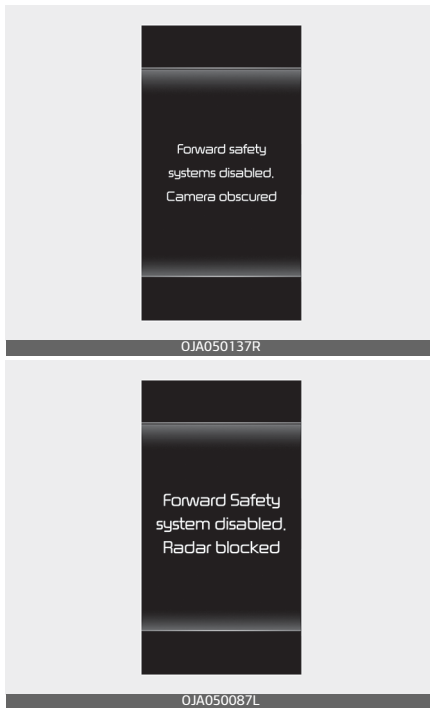 Forward safety
systems disabled.
Camera obscured
OJA050137R
Forward Safety
system disabled.
Radar blocked
OJA050087L